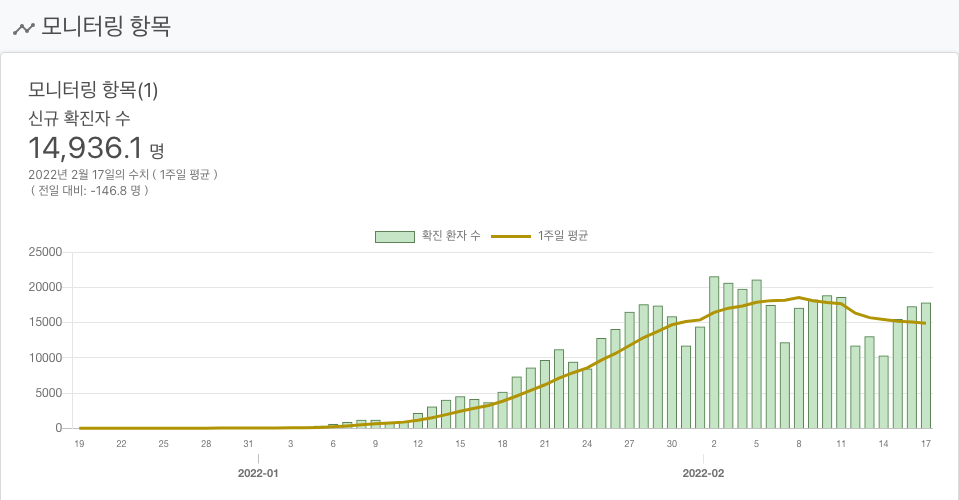 모니터링 항목
모니터링 항목(1)
신규 확진자 수
14,936.1 명
2022년 2월 17일의 수치 ( 1주일 평균 )
( 전일 대비: -146.8 명 )
확진 환자 수 1주일 평균
25000
20000
15000
10000
5000
0
19 22 25 28 31 3 6 9 12 15 18 21 24 27 30 2 5 8 11 14 17
2022-01 2022-02